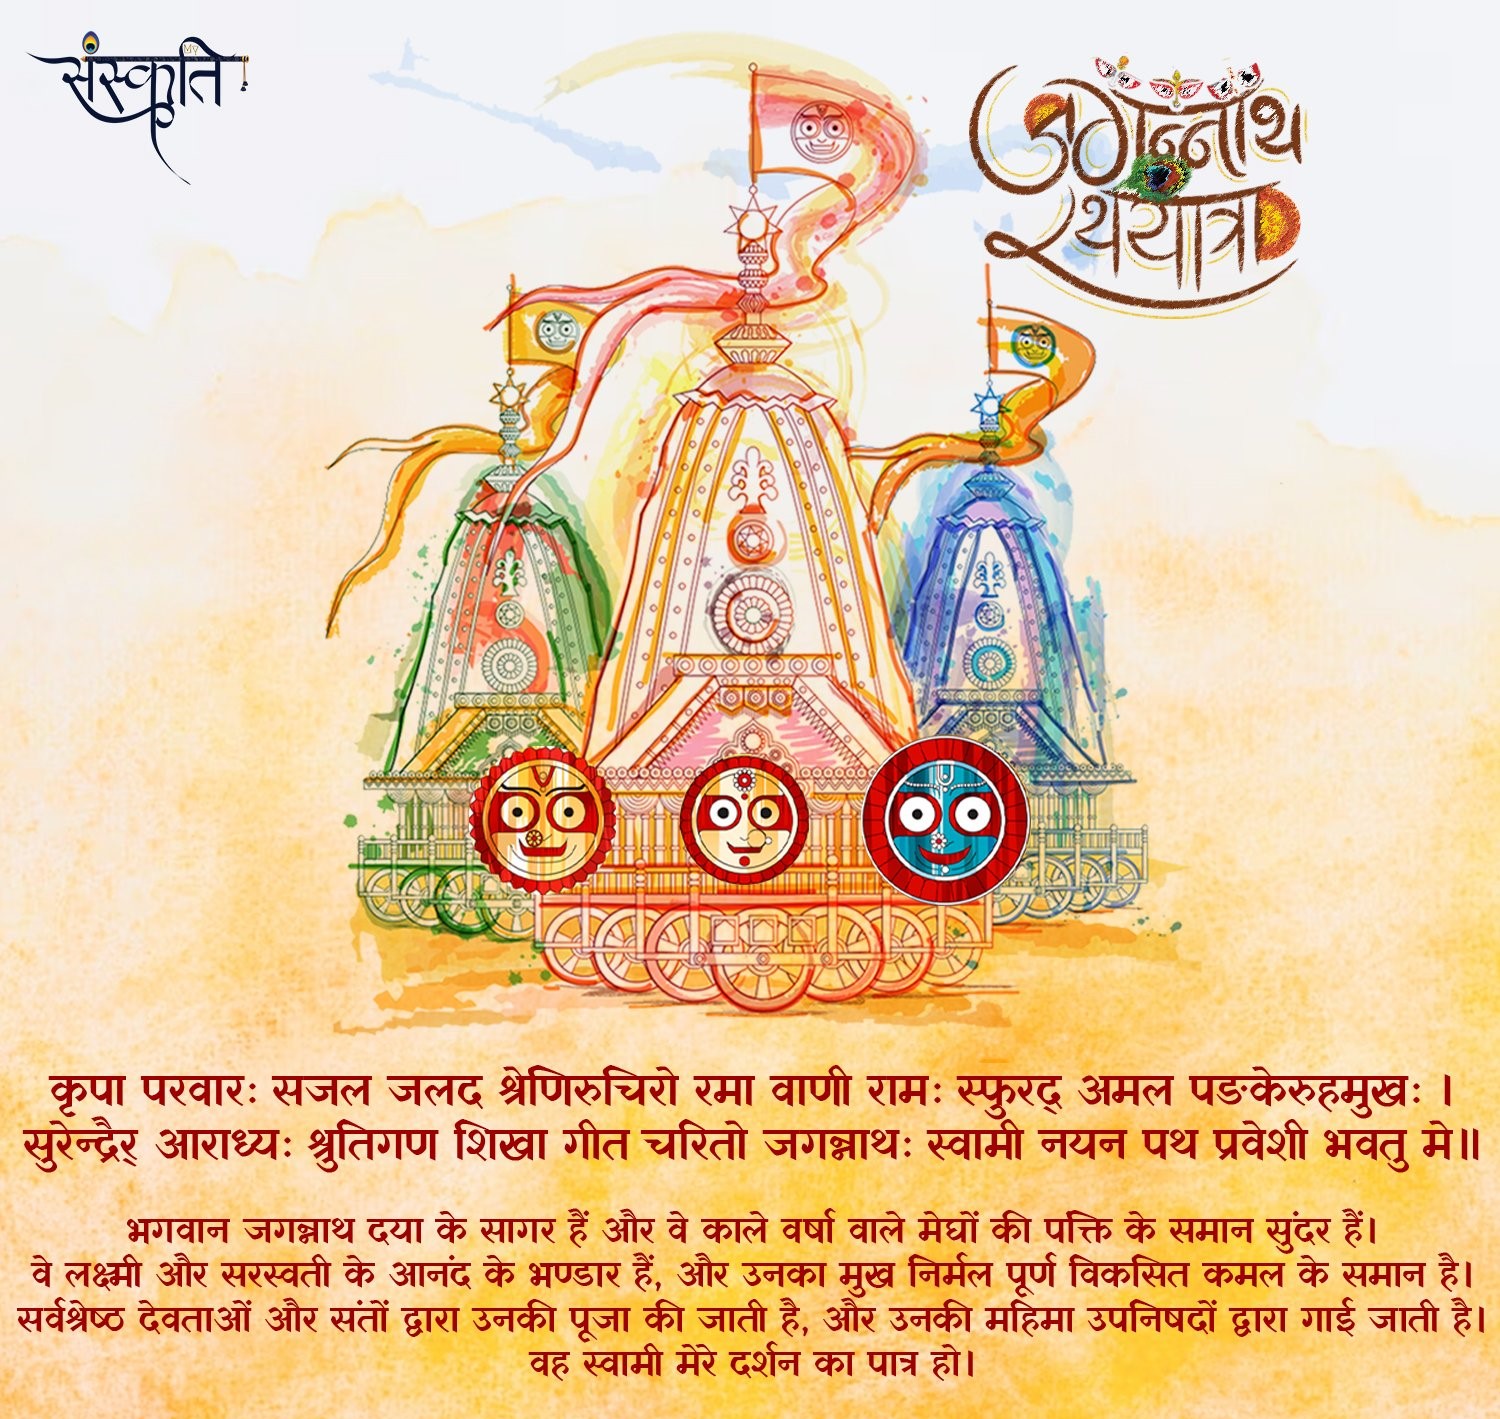 My
संस्कृति
जगन्नाथ
रथयात्रा
कृपा परवारः सजल जलद श्रेणिरुचिरो रमा वाणी रामः स्फुरद् अमल पङकेरुहमुखः ।
सुरेन्द्रैर् आराध्यः श्रुतिगण शिखा गीत चरितो जगन्नाथः स्वामी नयन पथ प्रवेशी भवतु मे॥
भगवान जगन्नाथ दया के सागर हैं और वे काले वर्षा वाले मेघों की पंक्ति के समान सुंदर हैं।
वे लक्ष्मी और सरस्वती के आनंद के भण्डार हैं, और उनका मुख निर्मल पूर्ण विकसित कमल के समान है।
सर्वश्रेष्ठ देवताओं और संतों द्वारा उनकी पूजा की जाती है, और उनकी महिमा उपनिषदों द्वारा गाई जाती है।
वह स्वामी मेरे दर्शन का पात्र हो।